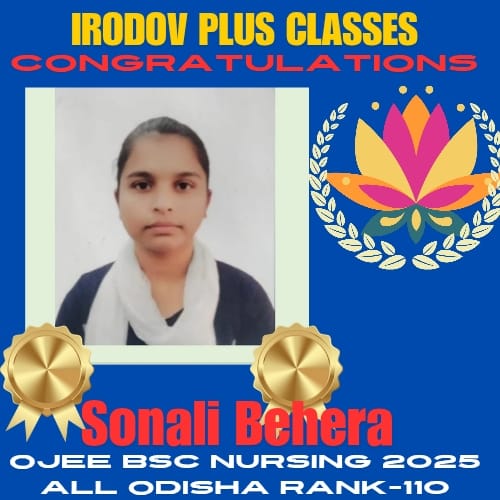 IRODOV PLUS CLASSES
CONGRATULATIONS
Sonali Behera
OJEE BSC NURSING 2025
ALL ODISHA RANK-110